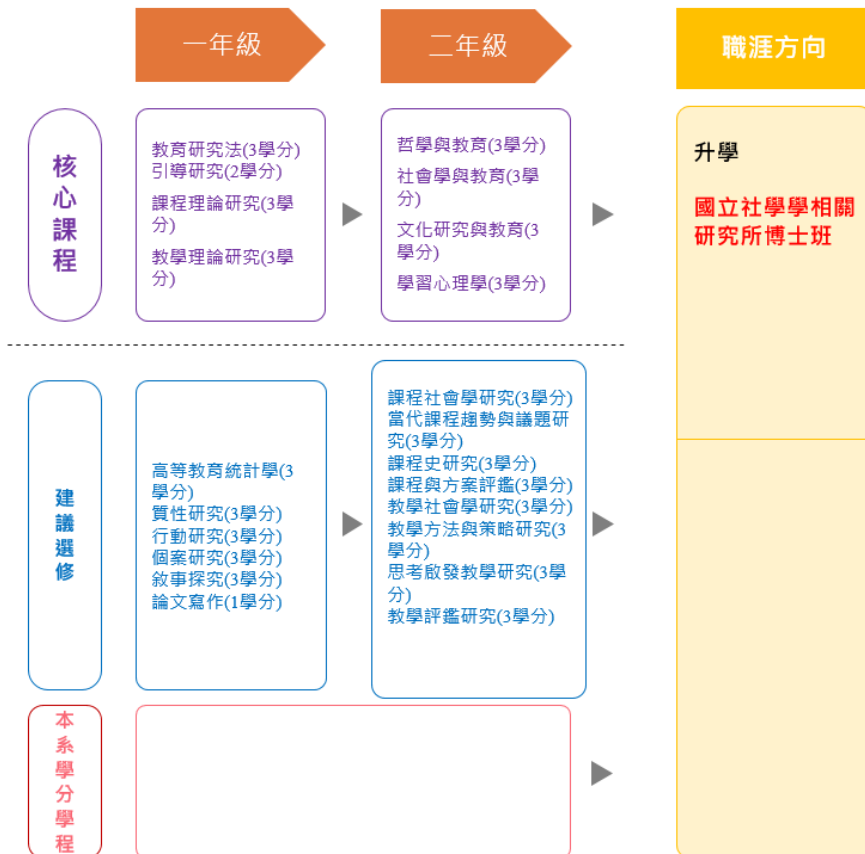 一年級
二年級
職涯方向
核心課程
教育研究法(3學分)
引導研究(2學分)
課程理論研究(3學
分)
教學理論研究(3學
分)
哲學與教育(3學分)
社會學與教育(3學
分)
文化研究與教育(3
學分)
學習心理學(3學分)
升學
國立社學學相關
研究所博士班
建議選修
高等教育統計學(3
學分)
質性研究(3學分)
行動研究(3學分)
個案研究(3學分)
敘事探究(3學分)
論文寫作(1學分)
課程社會學研究(3學分)
當代課程趨勢與議題研
究(3學分)
課程史研究(3學分)
課程與方案評鑑(3學分)
教學社會學研究(3學分)
教學方法與策略研究(3
學分)
思考啟發教學研究(3學
分)
教學評鑑研究(3學分)
本系學分學程